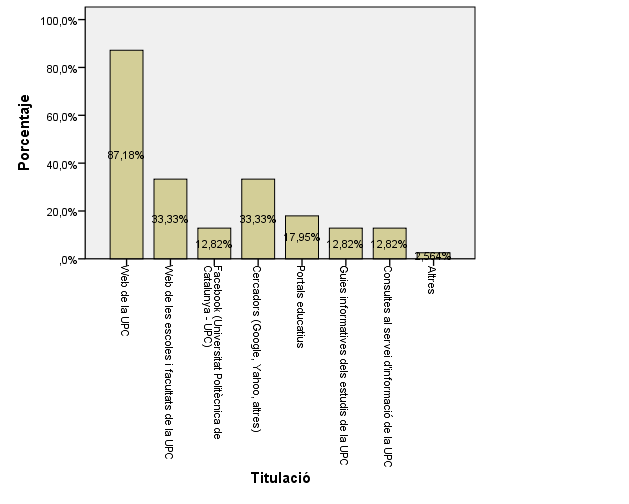 100,0%
80,0%
60,0%
40,0%
20,0%
,0%
Porcentaje
87,18%
33,33%
12,82%
33,33%
17,95%
12,82%
12,82%
2,564%
Web de la UPC
Web de les escoles i facultats de la UPC
Facebook (Universitat Politècnica de
Catalunya - UPC)
Cercadors (Google, Yahoo, altres)
Portals educatius
Guies informatives dels estudis de la UPC
Consultes al servei d'informació de la UPC
Altres
Titulació